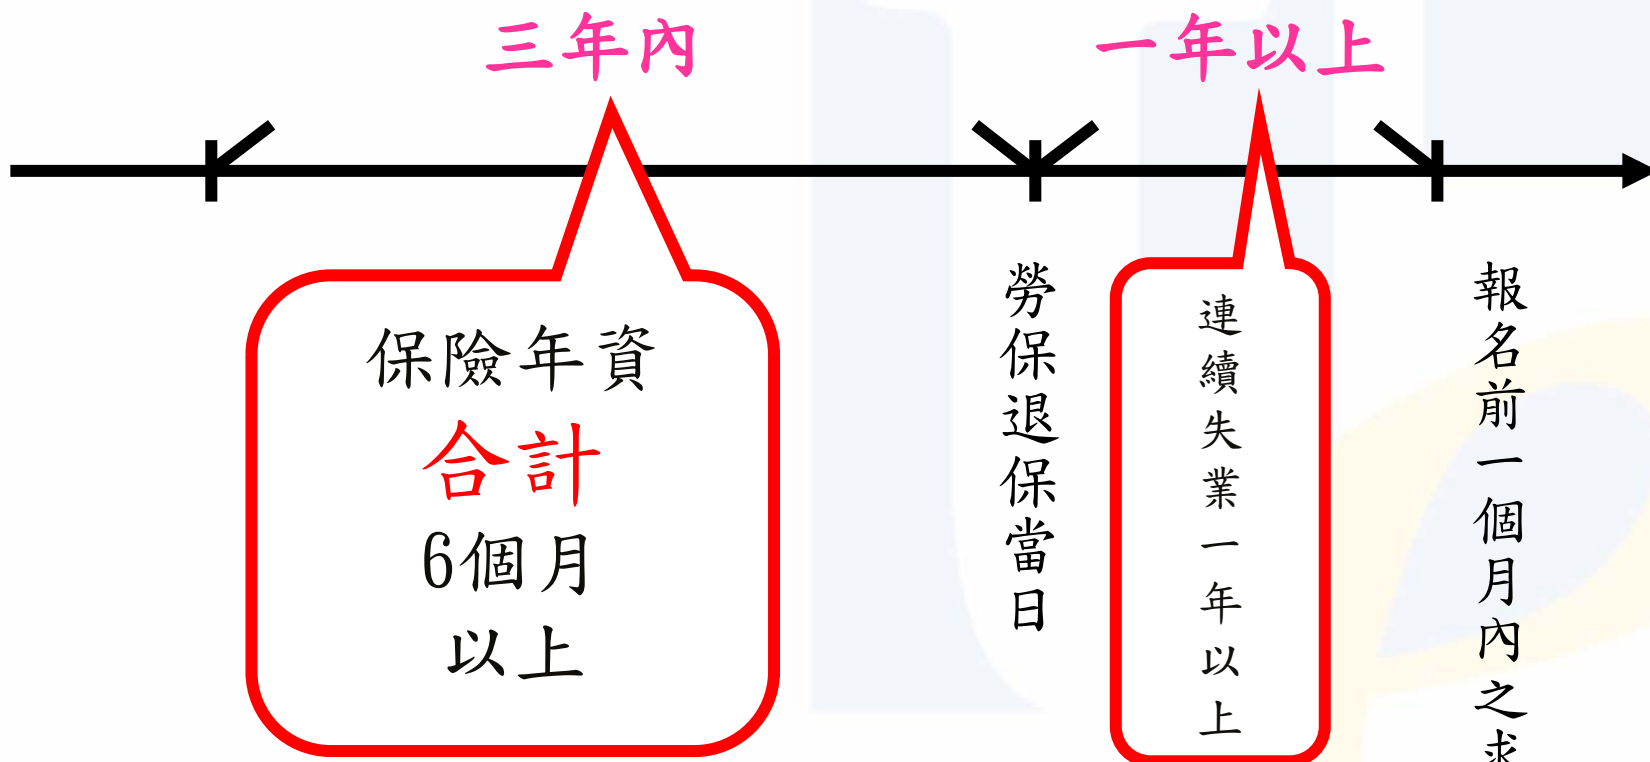 三年內
一年以上
保險年資
合計
6個月
以上
勞保退保當日
連續失業一年以上
報名前一個月內之求